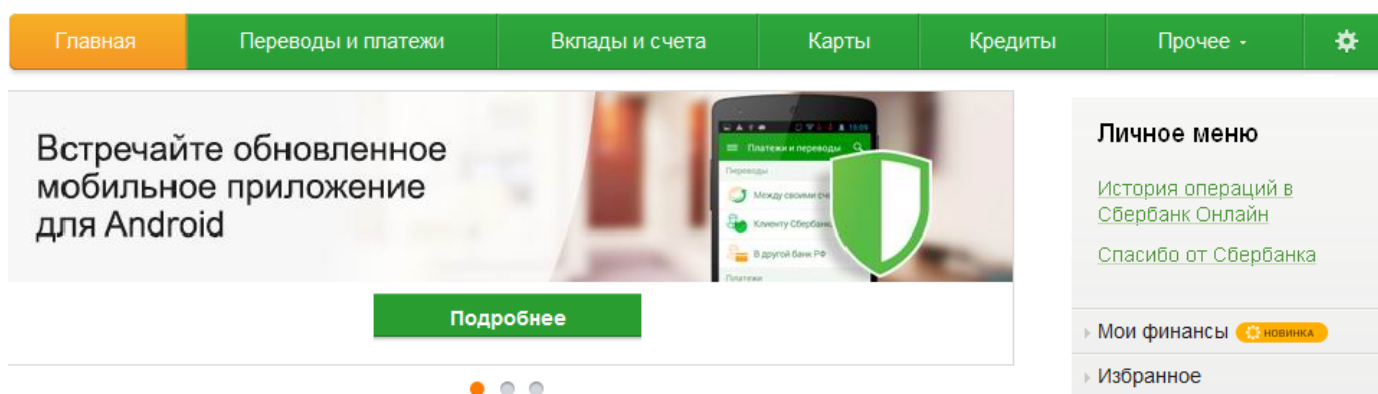 Главная Переводы и платежи Вклады и счета Карты Кредиты Прочее
Встречайте обновленное
мобильное приложение
для Android
15:09
Платежи и переводы
Переводы
Между своими
Клиенту Сбербанк
В другой банк РФ
Платежи
Подробнее
Личное меню
История операций в
Сбербанк Онлайн
Спасибо от Сбербанка
Мои финансы НОВИНКА
Избранное